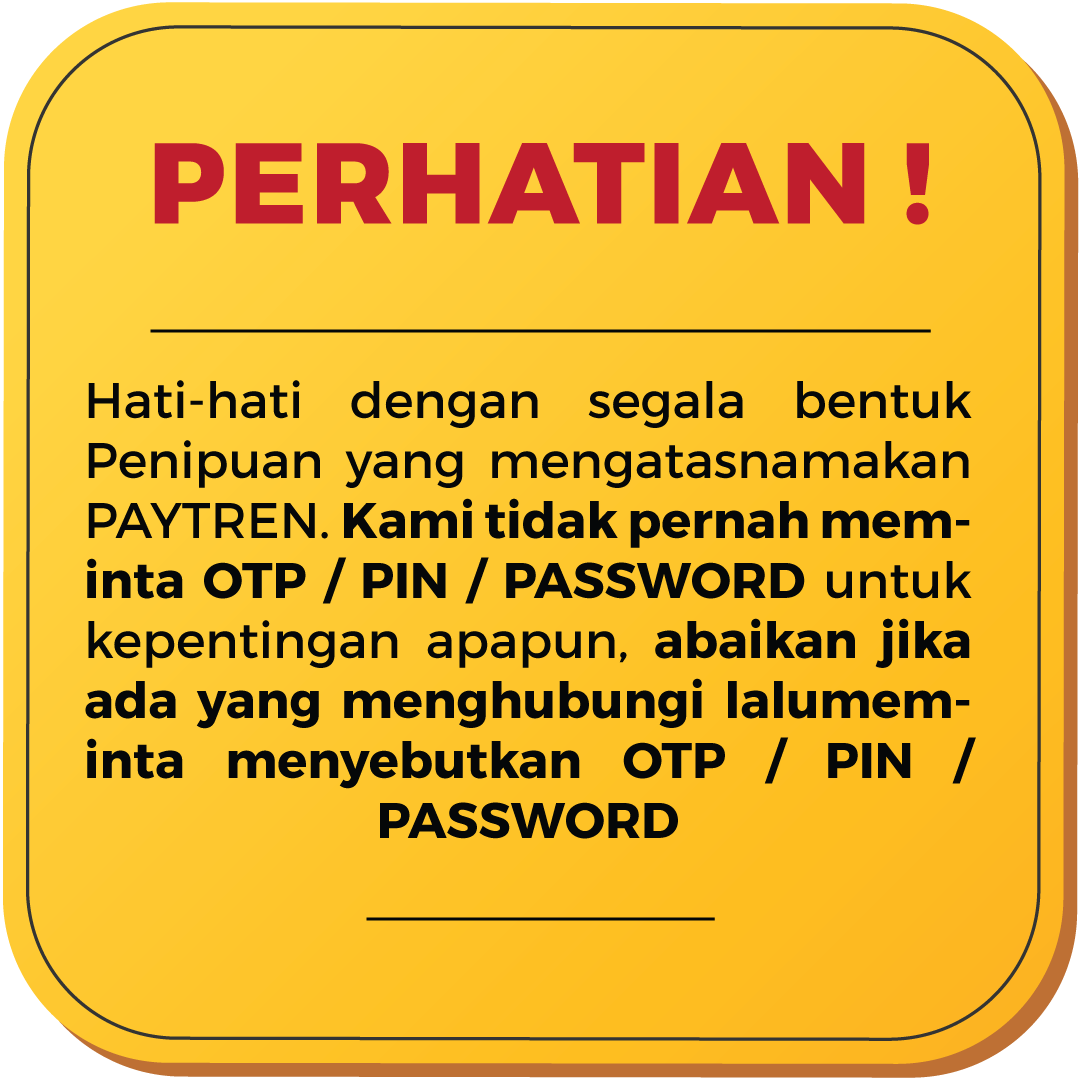 PERHATIAN !
Hati-hati dengan segala bentuk
Penipuan yang mengatasnamakan
PAYTREN. Kami tidak pernah mem-
inta OTP / PIN / PASSWORD untuk
kepentingan apapun, abaikan jika
ada yang menghubungi lalumem-
inta menyebutkan OTP / PIN /
PASSWORD